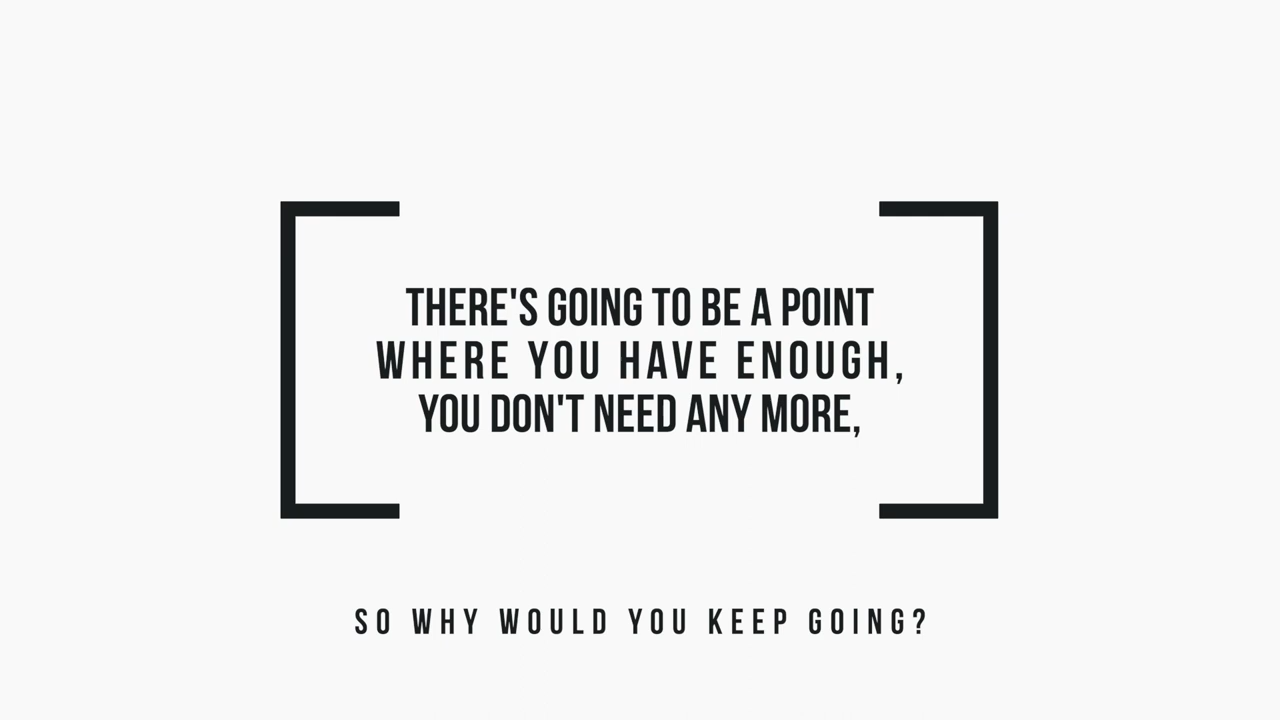 THERE'S GOING TO BE A POINT
WHERE YOU HAVE ENOUGH,
YOU DON'T NEED ANY MORE,
SO WHY WOULD YOU KEEP GOING?